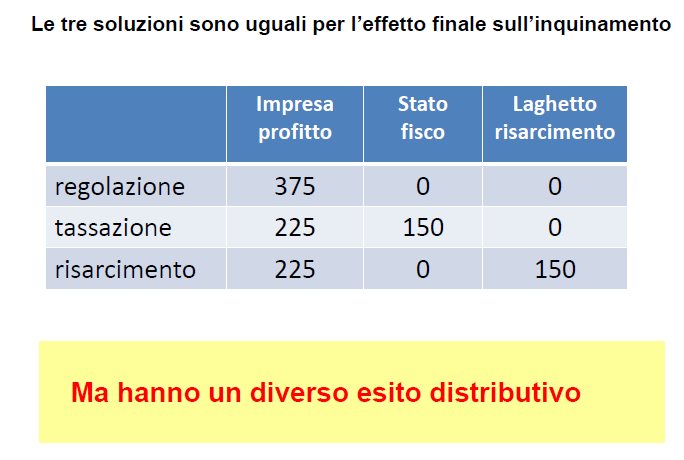 Le tre soluzioni sono uguali per l’effetto finale sull’inquinamento
Impresa profitto Stato fisco Laghetto risarcimento
regolazione 375 0 0
tassazione 225 150 0
risarcimento 225 0 150
Ma hanno un diverso esito distributivo